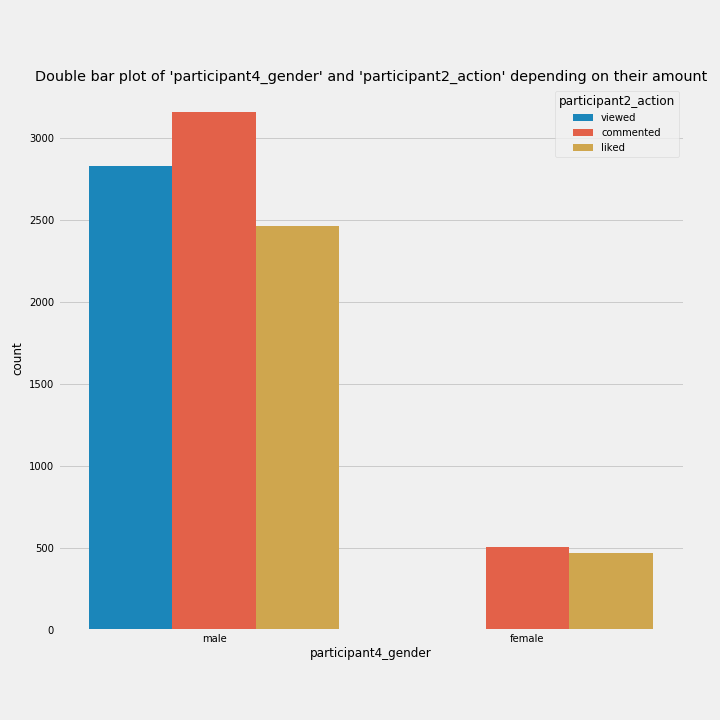 Double bar plot of 'participant4_gender' and 'participant2_action' depending on their amount
participant2_action
viewed
commented
liked
3000
2500
2000
1500
1000
500
0
count
male
female
participant4_gender